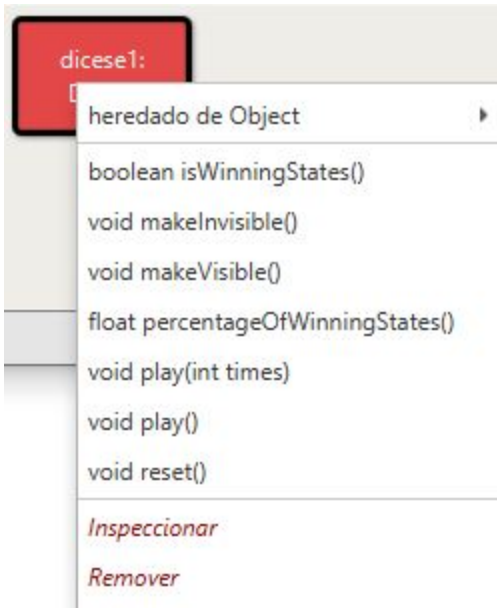 dicese1:
heredado de Object
boolean isWinningStates()
void makeInvisible()
void makeVisible()
float percentageOfWinningStates()
void play(int times)
void play()
void reset()
Inspeccionar
Remover